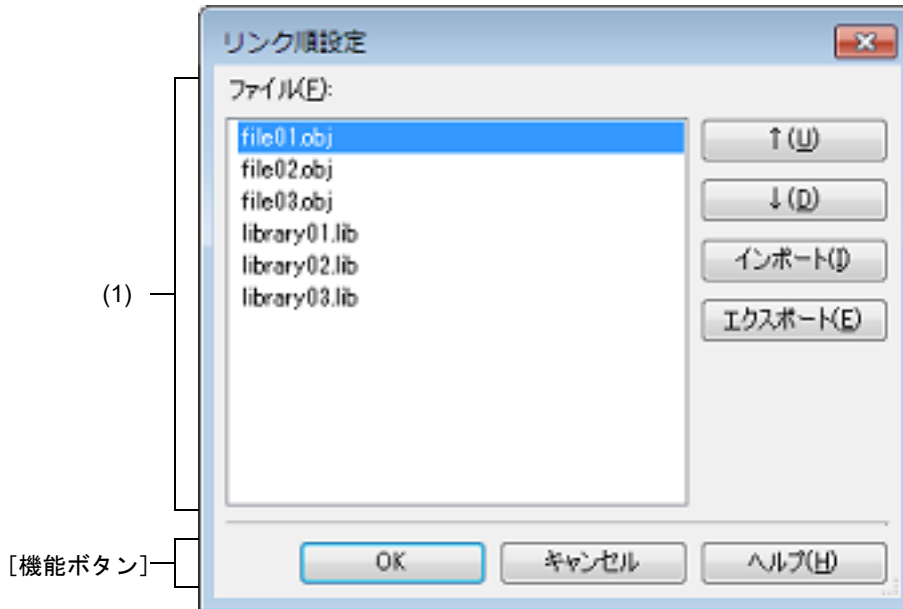 リンク順設定
ファイル(F):
file01.obj
file02.obj
file03.obj
library01.lib
library02.lib
library03.lib
↑(U)
↓(D)
インポート(I)
エクスポート(E)
(1)
[機能ボタン]
OK
キャンセル
ヘルプ(H)